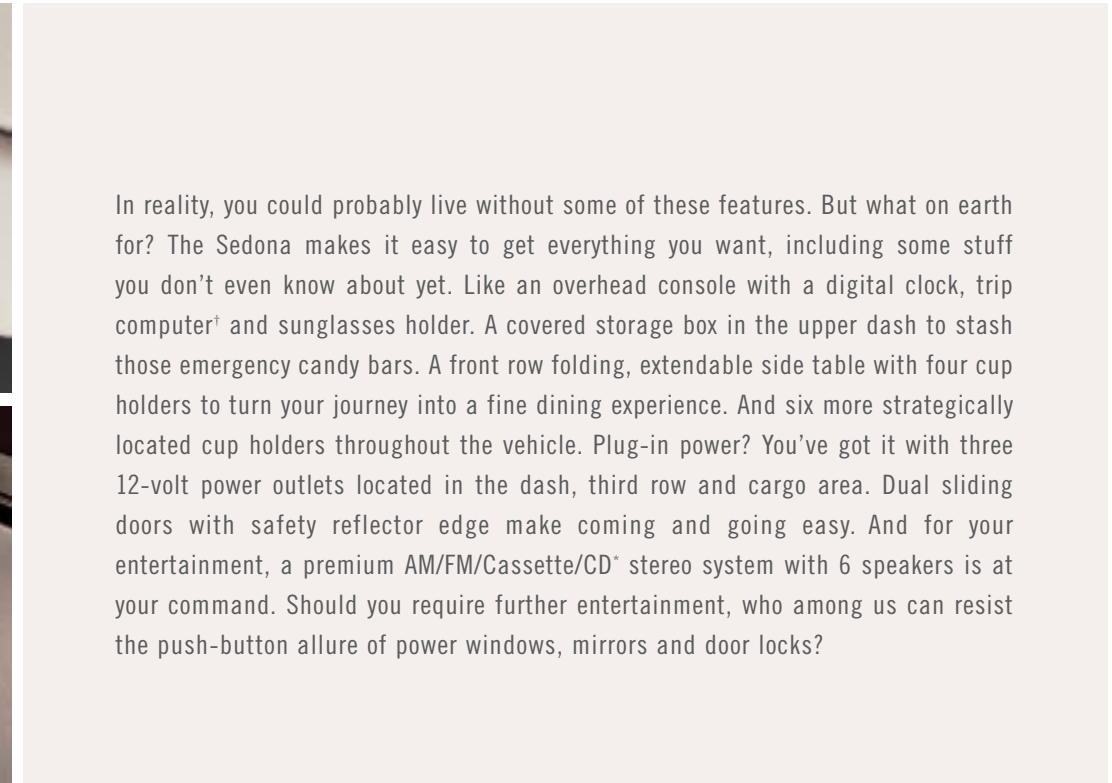 In reality, you could probably live without some of these features. But what on earth
for? The Sedona makes it easy to get everything you want, including some stuff
you don’t even know about yet. Like an overhead console with a digital clock, trip
computer† and sunglasses holder. A covered storage box in the upper dash to stash
those emergency candy bars. A front row folding, extendable side table with four cup
holders to turn your journey into a fine dining experience. And six more strategically
located cup holders throughout the vehicle. Plug-in power? You’ve got it with three
12-volt power outlets located in the dash, third row and cargo area. Dual sliding
doors with safety reflector edge make coming and going easy. And for your
entertainment, a premium AM/FM/Cassette/CD* stereo system with 6 speakers is at
your command. Should you require further entertainment, who among us can resist
the push-button allure of power windows, mirrors and door locks?